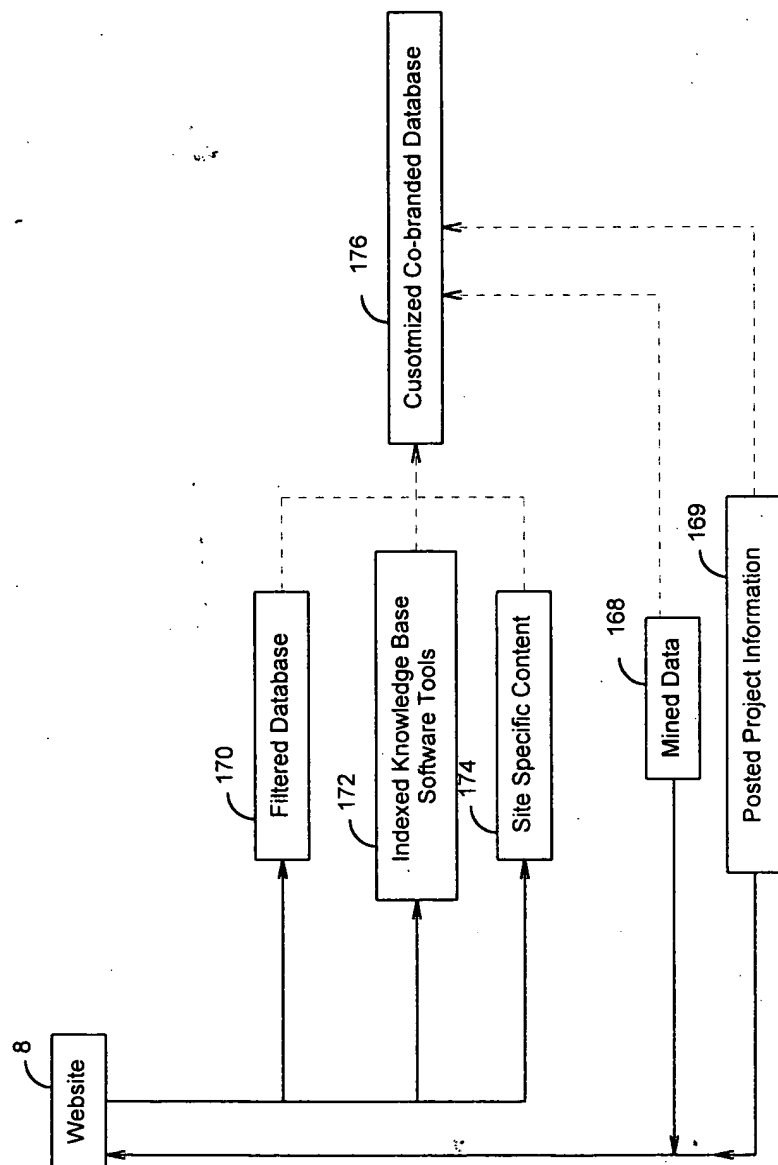 8
Website
170
Filtered Database
172
Indexed Knowledge Base
Software Tools
174
Site Specific Content
176
Cusotmized Co-branded Database
168
Mined Data
169
Posted Project Information